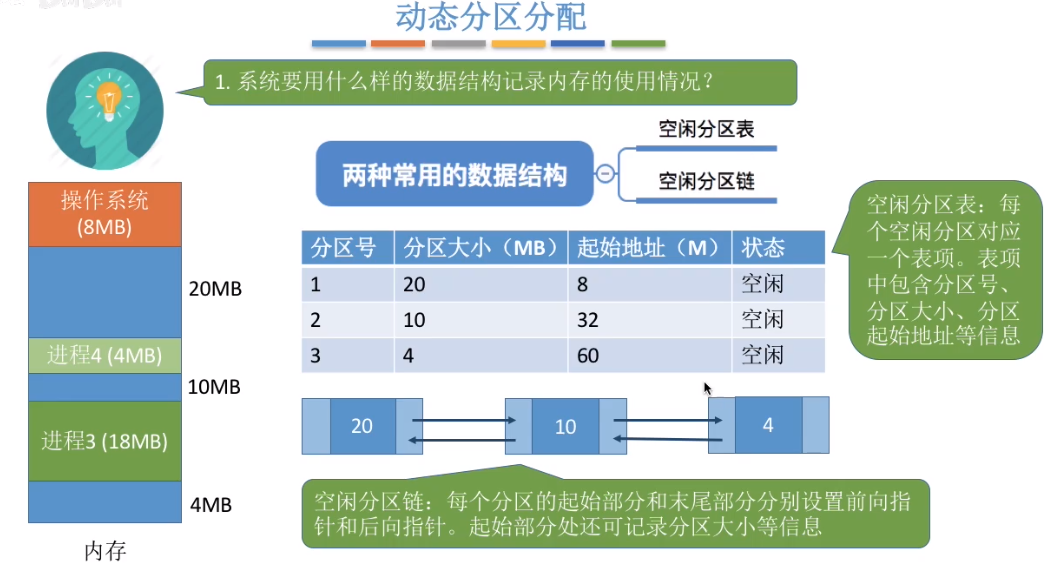 动态分区分配
1. 系统要用什么样的数据结构记录内存的使用情况？
两种常用的数据结构
空闲分区表
空闲分区链
操作系统
(8MB)
20MB
进程4 (4MB)
10MB
进程3 (18MB)
4MB
内存
分区号 分区大小（MB） 起始地址（M） 状态
1 20 8 空闲
2 10 32 空闲
3 4 60 空闲
空闲分区表：每
个空闲分区对应
一个表项。表项
中包含分区号、
分区大小、分区
起始地址等信息
20 10 4
空闲分区链：每个分区的起始部分和末尾部分分别设置前向指
针和后向指针。起始部分处还可记录分区大小等信息